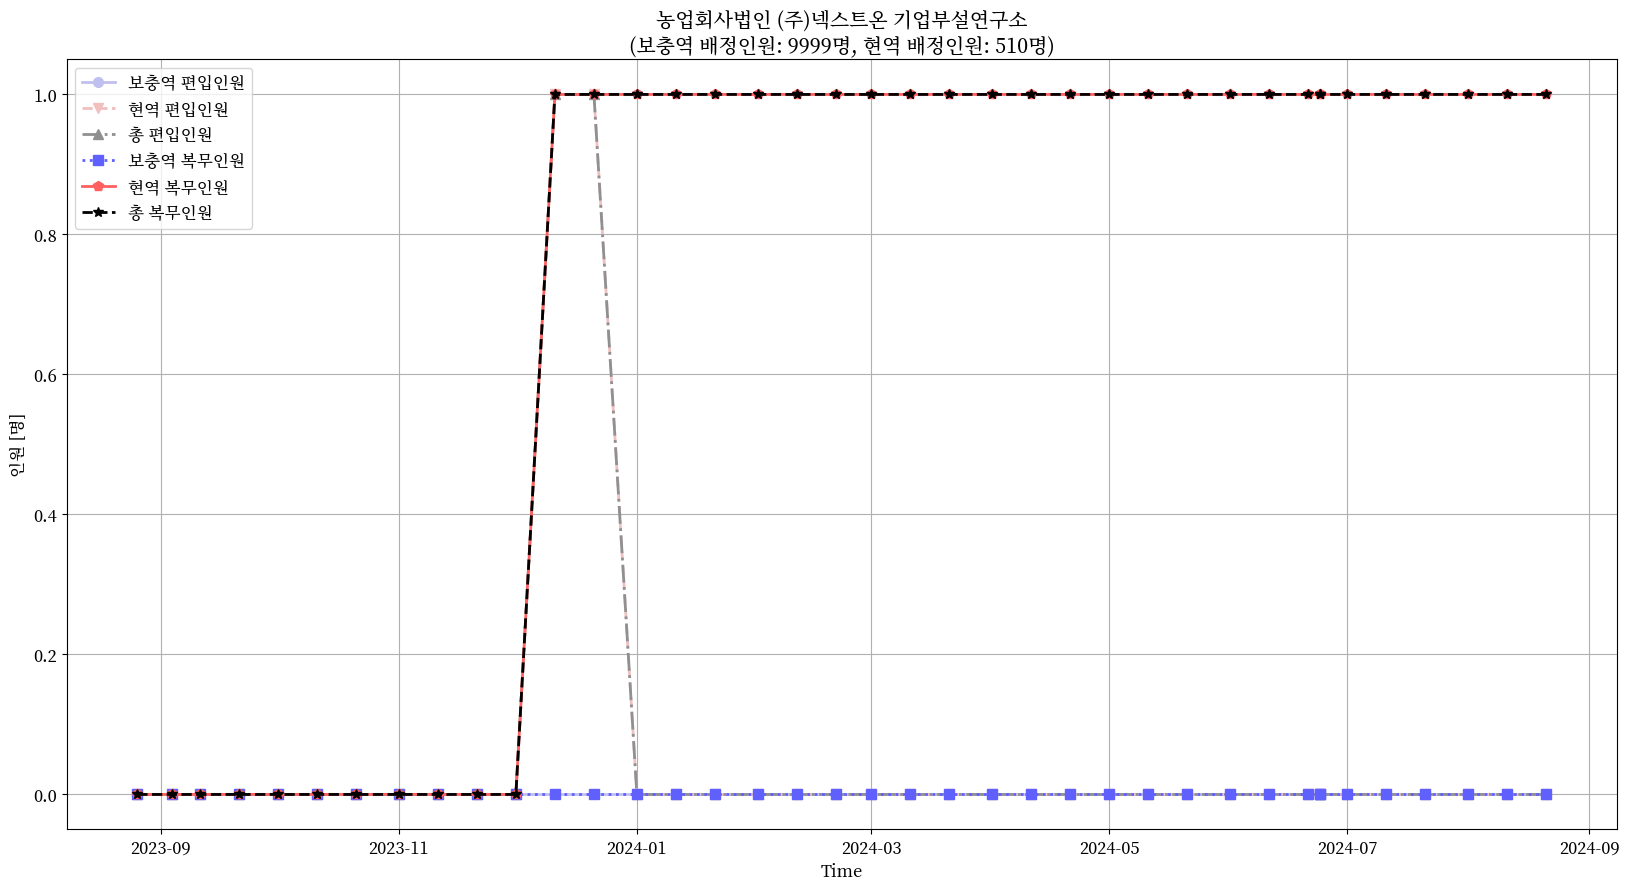 농업회사법인 (주)넥스트온 기업부설연구소
(보충역 배정인원: 9999명, 현역 배정인원: 510명)
보충역 편입인원
현역 편입인원
총 편입인원
보충역 복무인원
현역 복무인원
총 복무인원
1.0
0.8
0.6
0.4
0.2
0.0
인원 [명]
2023-09
2023-11
2024-01
2024-03
2024-05
2024-07
2024-09
Time